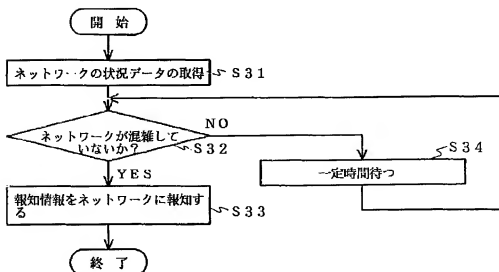 開 始
ネットワークの状況データの取得
S31
ネットワークが混雑して
いないか?
S32
NO
YES
S34
一定時間待つ
報知情報をネットワークに報知す
る
S33
終 了